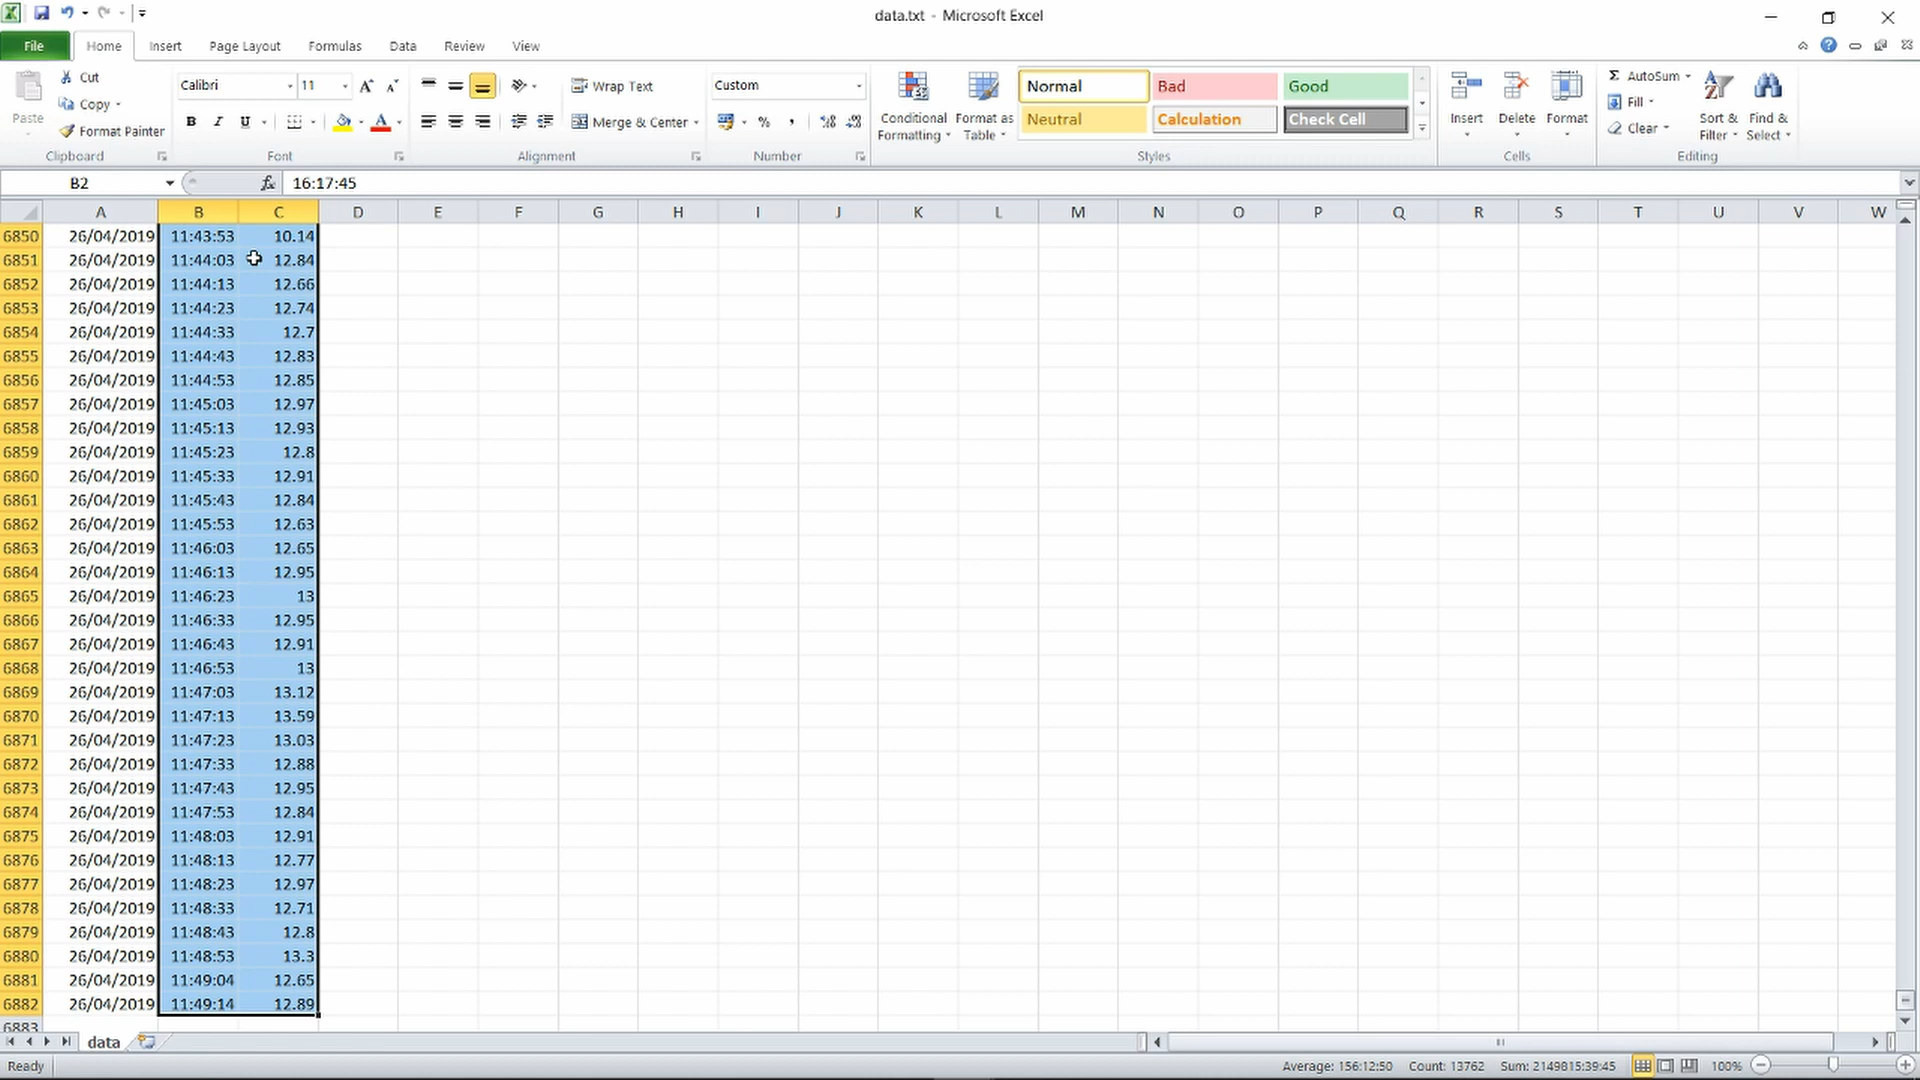 data.txt - Microsoft Excel
File Home Insert Page Layout Formulas Data Review View
Paste Cut Copy Format Painter Clipboard
Calibri 11 A A B I U A Font
Wrap Text Merge & Center Alignment
Custom % , Number
Conditional Formatting Format as Table Normal Bad Good Neutral Calculation Check Cell Styles
Insert Delete Format Cells
Σ AutoSum Fill Clear Sort & Filter Find & Select Editing
B2 fx 16:17:45
A B C D E F G H I J K L M N O P Q R S T U V W
6850 26/04/2019 11:43:53 10.14
6851 26/04/2019 11:44:03 12.84
6852 26/04/2019 11:44:13 12.66
6853 26/04/2019 11:44:23 12.74
6854 26/04/2019 11:44:33 12.7
6855 26/04/2019 11:44:43 12.83
6856 26/04/2019 11:44:53 12.85
6857 26/04/2019 11:45:03 12.97
6858 26/04/2019 11:45:13 12.93
6859 26/04/2019 11:45:23 12.8
6860 26/04/2019 11:45:33 12.91
6861 26/04/2019 11:45:43 12.84
6862 26/04/2019 11:45:53 12.63
6863 26/04/2019 11:46:03 12.65
6864 26/04/2019 11:46:13 12.95
6865 26/04/2019 11:46:23 13
6866 26/04/2019 11:46:33 12.95
6867 26/04/2019 11:46:43 12.91
6868 26/04/2019 11:46:53 13
6869 26/04/2019 11:47:03 13.12
6870 26/04/2019 11:47:13 13.59
6871 26/04/2019 11:47:23 13.03
6872 26/04/2019 11:47:33 12.88
6873 26/04/2019 11:47:43 12.95
6874 26/04/2019 11:47:53 12.84
6875 26/04/2019 11:48:03 12.91
6876 26/04/2019 11:48:13 12.77
6877 26/04/2019 11:48:23 12.97
6878 26/04/2019 11:48:33 12.71
6879 26/04/2019 11:48:43 12.8
6880 26/04/2019 11:48:53 13.3
6881 26/04/2019 11:49:04 12.65
6882 26/04/2019 11:49:14 12.89
6883
data
Ready Average: 156:12:50 Count: 13762 Sum: 2149815:39:45 100%